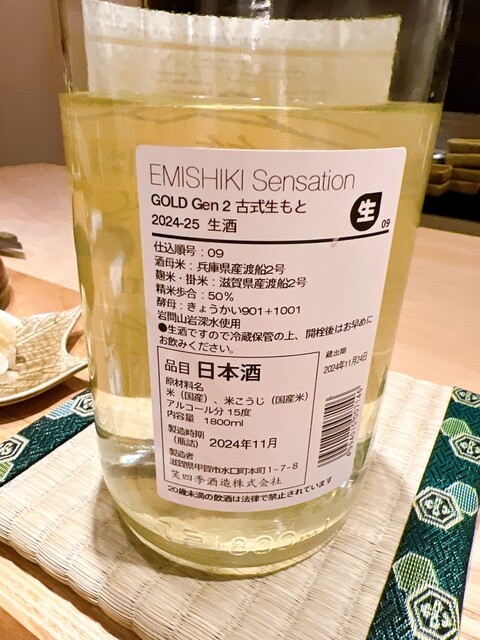 EMISHIKI Sensation
GOLD Gen 2 古式生もと
2024-25 生酒
生
09
仕込順号：09
酒母米：兵庫県産渡船2号
麹米・掛米：滋賀県産渡船2号
精米歩合：50%
酵母：きょうかい901＋1001
岩間山岩深水使用
●生酒ですので冷蔵保管の上、開栓後はお早めに
お飲みください。
蔵出期
2024年11月24日
品目 日本酒
原材料名
米（国産）、米こうじ（国産米）
アルコール分 15度
内容量 1800ml
製造時期
（瓶詰） 2024年11月
製造者
滋賀県甲賀市水口町本町1-7-8
笑四季酒造株式会社
20歳未満の飲酒は法律で禁止されています